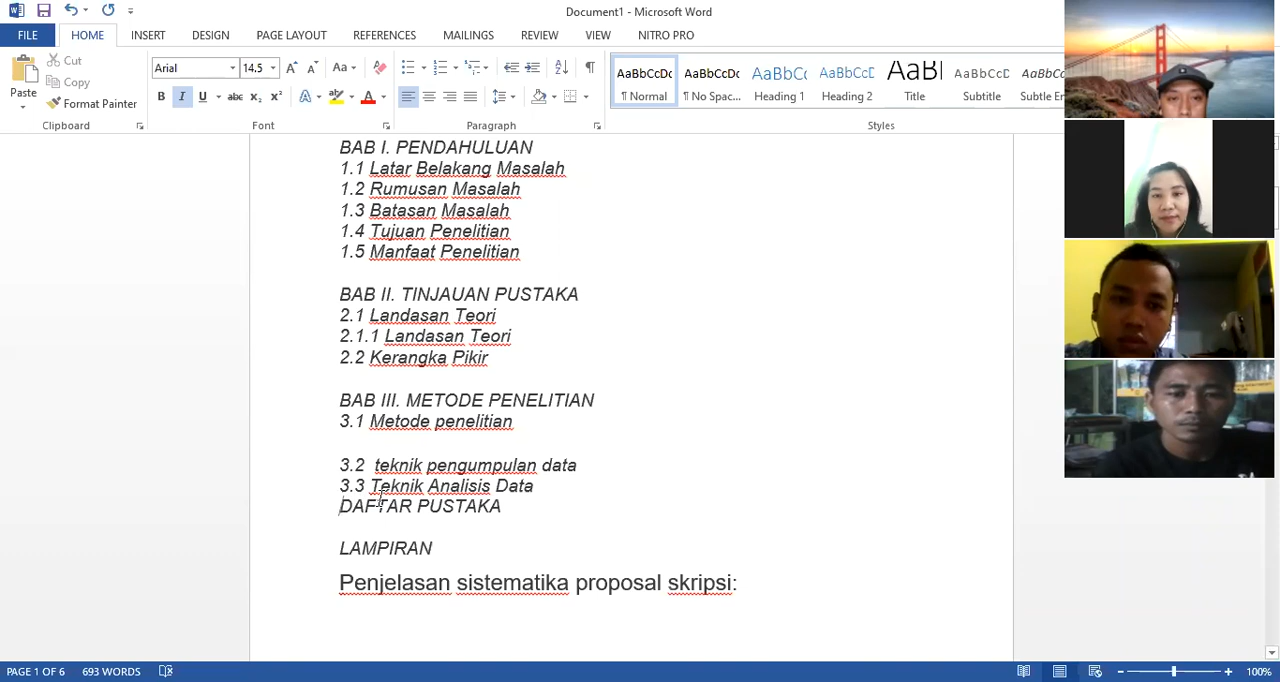 Document1 - Microsoft Word
FILE HOME INSERT DESIGN PAGE LAYOUT REFERENCES MAILINGS REVIEW VIEW NITRO PRO
Paste
Cut
Copy
Format Painter
Clipboard
Arial 14.5
Font
Paragraph
AaBbCcDc AaBbCcDc AaBbCc AaBbCcD AaB AaBbCcD AaBbCcD
¶ Normal ¶ No Spac... Heading 1 Heading 2 Title Subtitle Subtle Em
Styles
BAB I. PENDAHULUAN
1.1 Latar Belakang Masalah
1.2 Rumusan Masalah
1.3 Batasan Masalah
1.4 Tujuan Penelitian
1.5 Manfaat Penelitian
BAB II. TINJAUAN PUSTAKA
2.1 Landasan Teori
2.1.1 Landasan Teori
2.2 Kerangka Pikir
BAB III. METODE PENELITIAN
3.1 Metode penelitian
3.2 teknik pengumpulan data
3.3 Teknik Analisis Data
DAFTAR PUSTAKA
LAMPIRAN
Penjelasan sistematika proposal skripsi:
PAGE 1 OF 6 693 WORDS 100%